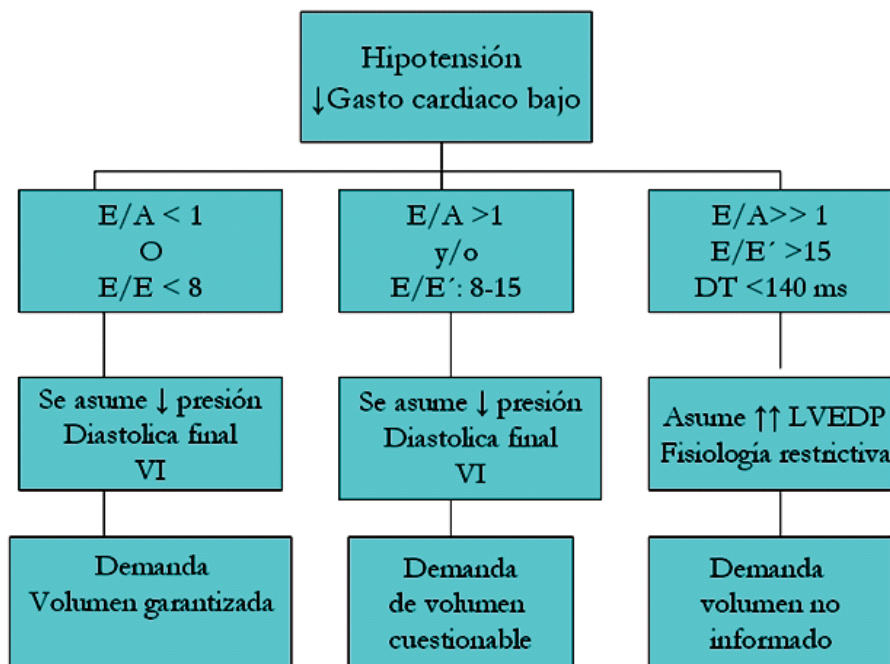 Hipotensión
↓Gasto cardiaco bajo
E/A < 1
O
E/E < 8
E/A >1
y/o
E/E´: 8-15
E/A>> 1
E/E´ >15
DT <140 ms
Se asume ↓ presión
Diastolica final
VI
Se asume ↓ presión
Diastolica final
VI
Asume ↑↑ LVEDP
Fisiología restrictiva
Demanda
Volumen garantizada
Demanda
de volumen
cuestionable
Demanda
volumen no
informado